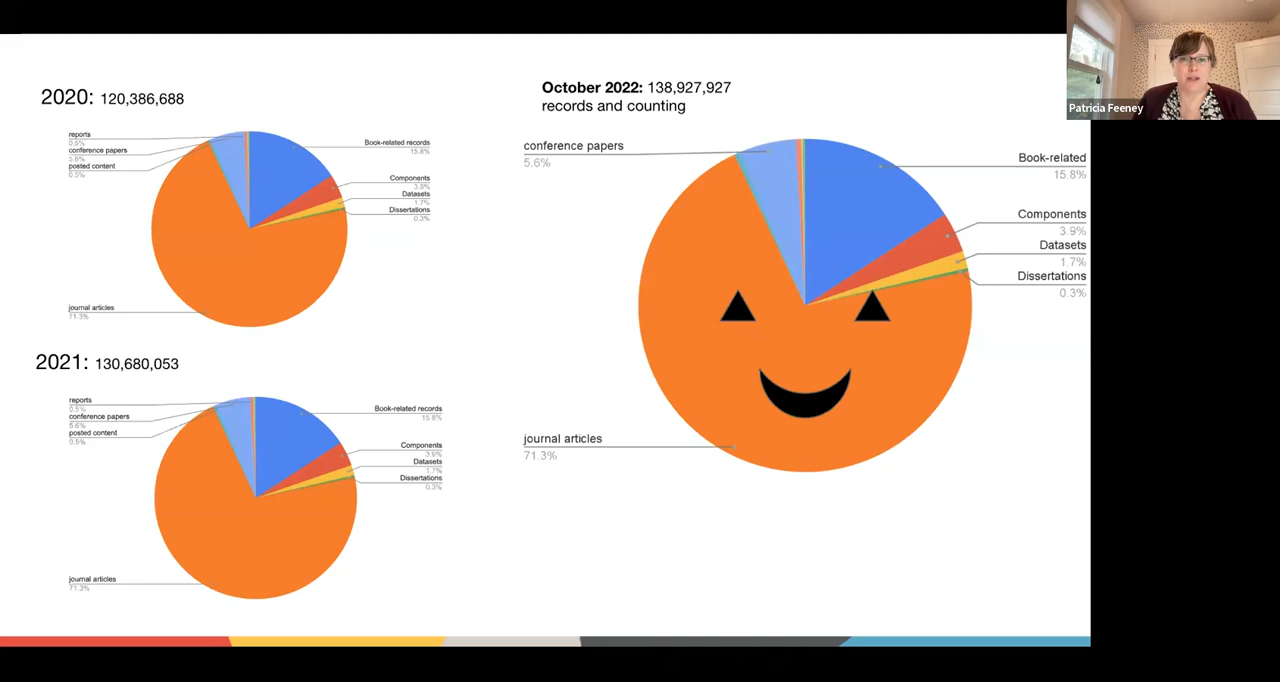 2020: 120,386,688
reports
0.5%
conference papers
5.6%
posted content
0.5%
Book-related records
15.8%
Components
3.9%
Datasets
1.7%
Dissertations
0.3%
journal articles
71.3%
2021: 130,680,053
reports
0.5%
conference papers
5.6%
posted content
0.5%
Book-related records
15.8%
Components
3.9%
Datasets
1.7%
Dissertations
0.3%
journal articles
71.3%
October 2022: 138,927,927
records and counting
conference papers
5.6%
Book-related
15.8%
Components
3.9%
Datasets
1.7%
Dissertations
0.3%
journal articles
71.3%
Patricia Feeney